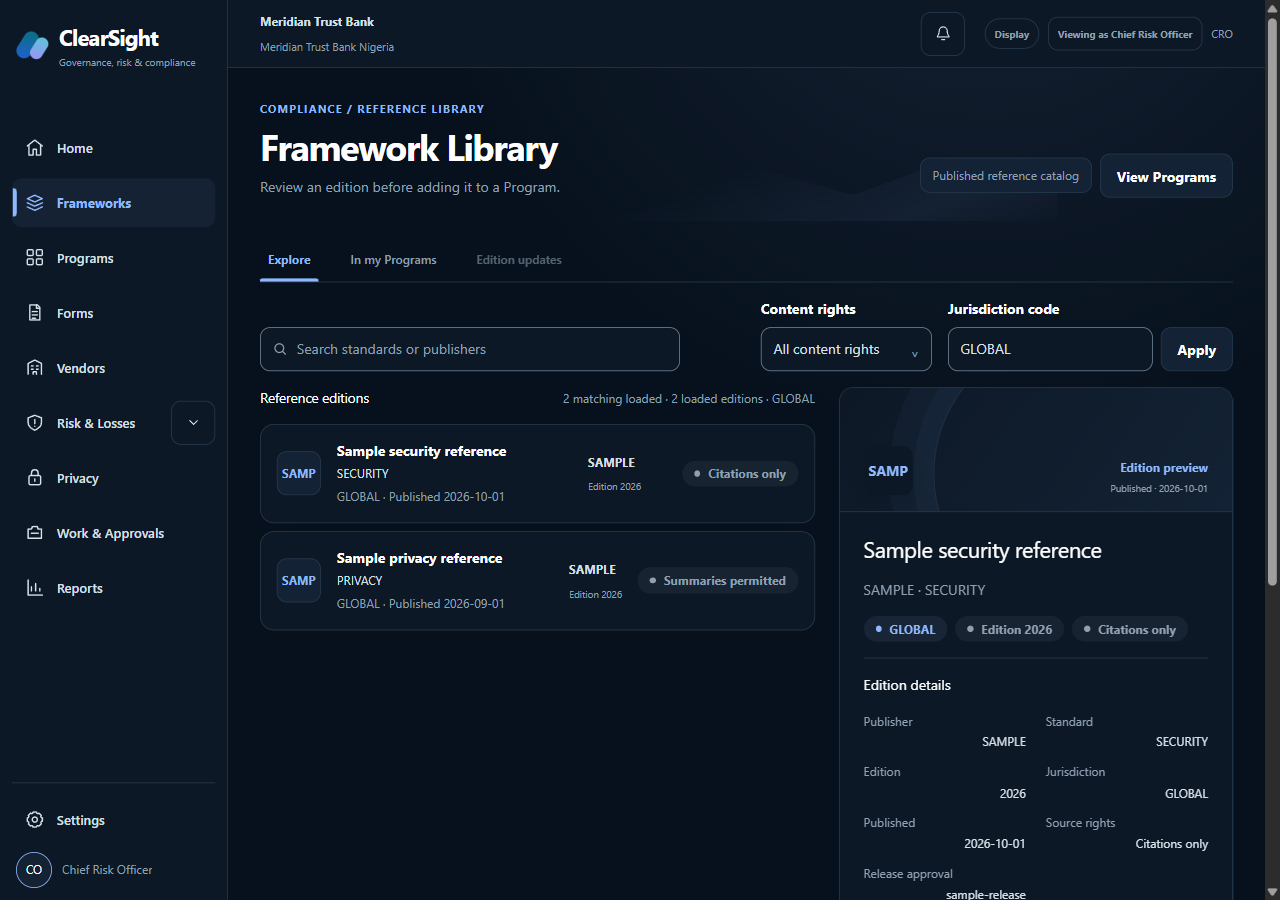 ClearSight
Governance, risk & compliance
Home
Frameworks
Programs
Forms
Vendors
Risk & Losses
Privacy
Work & Approvals
Reports
Settings
CO
Chief Risk Officer
Meridian Trust Bank
Meridian Trust Bank Nigeria
Display
Viewing as Chief Risk Officer
CRO
COMPLIANCE / REFERENCE LIBRARY
Framework Library
Review an edition before adding it to a Program.
Published reference catalog
View Programs
Explore
In my Programs
Edition updates
Search standards or publishers
Content rights
All content rights
Jurisdiction code
GLOBAL
Apply
Reference editions
2 matching loaded · 2 loaded editions · GLOBAL
SAMP
Sample security reference
SECURITY
GLOBAL · Published 2026-10-01
SAMPLE
Edition 2026
Citations only
SAMP
Sample privacy reference
PRIVACY
GLOBAL · Published 2026-09-01
SAMPLE
Edition 2026
Summaries permitted
SAMP
Edition preview
Published · 2026-10-01
Sample security reference
SAMPLE · SECURITY
GLOBAL
Edition 2026
Citations only
Edition details
Publisher
SAMPLE
Standard
SECURITY
Edition
2026
Jurisdiction
GLOBAL
Published
2026-10-01
Source rights
Citations only
Release approval
sample-release